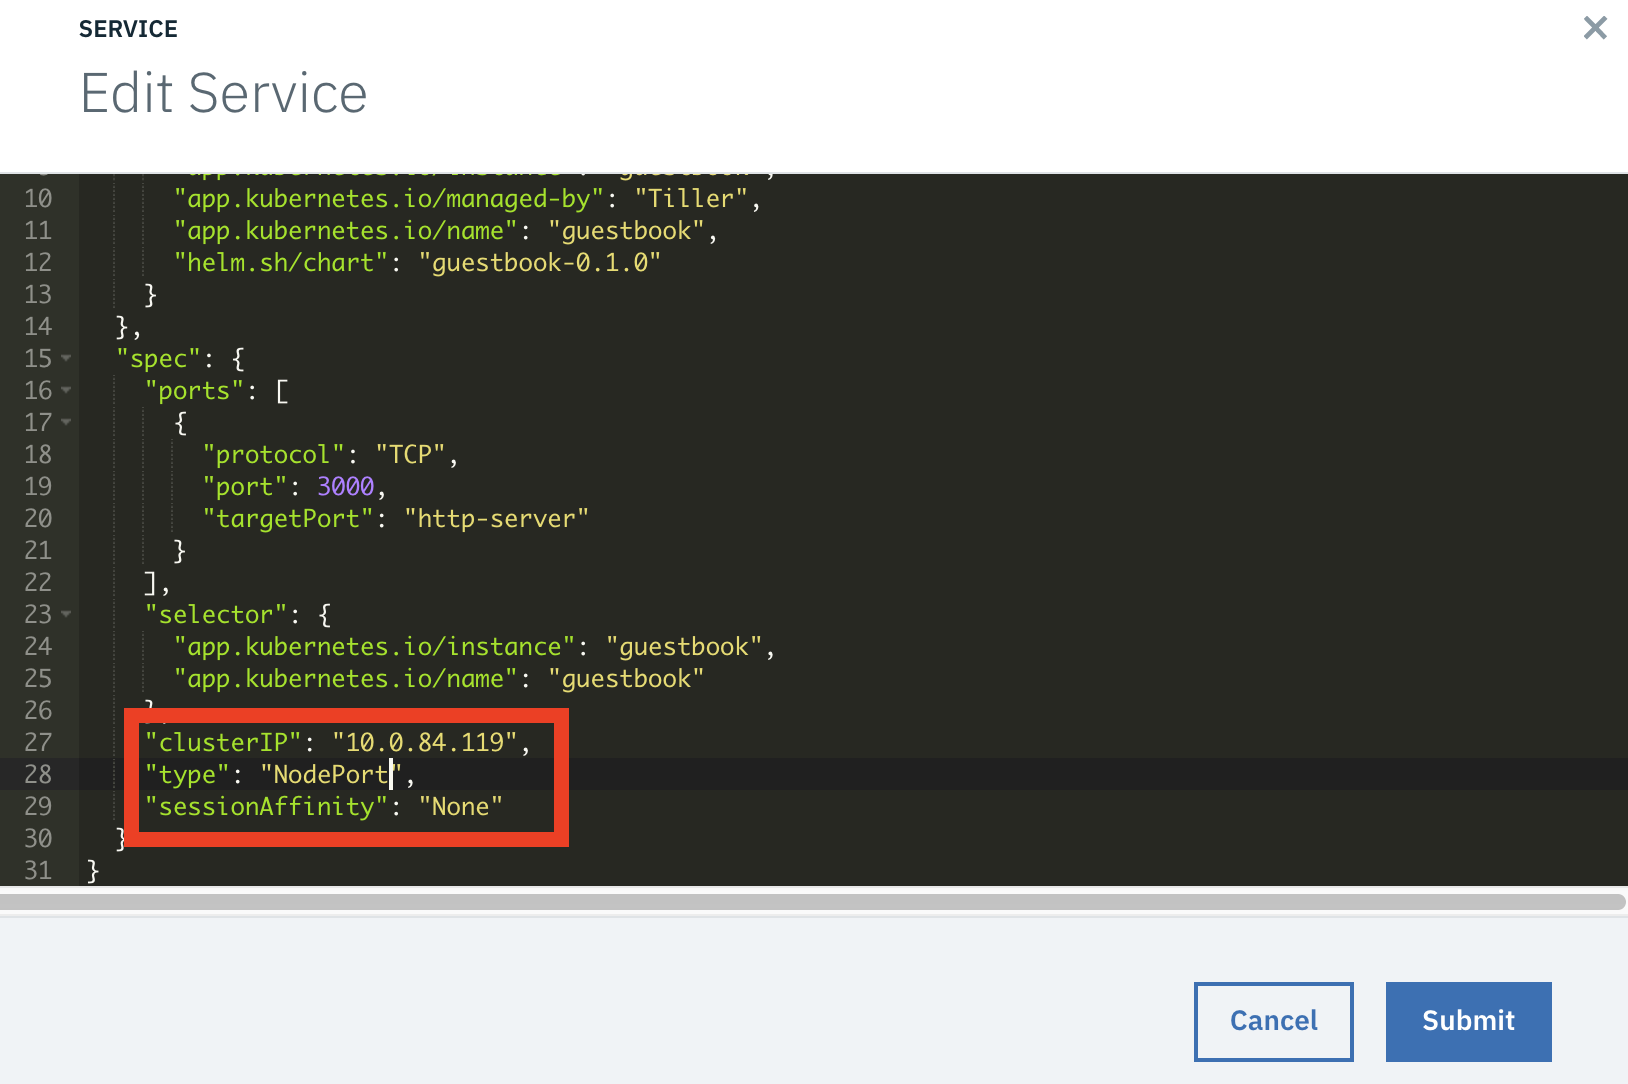 SERVICE
Edit Service
10 "app.kubernetes.io/managed-by": "Tiller",
11 "app.kubernetes.io/name": "guestbook",
12 "helm.sh/chart": "guestbook-0.1.0"
13 }
14 },
15 "spec": {
16 "ports": [
17 {
18 "protocol": "TCP",
19 "port": 3000,
20 "targetPort": "http-server"
21 }
22 ],
23 "selector": {
24 "app.kubernetes.io/instance": "guestbook",
25 "app.kubernetes.io/name": "guestbook"
26
27 "clusterIP": "10.0.84.119",
28 "type": "NodePort",
29 "sessionAffinity": "None"
30 }
31 }
Cancel
Submit